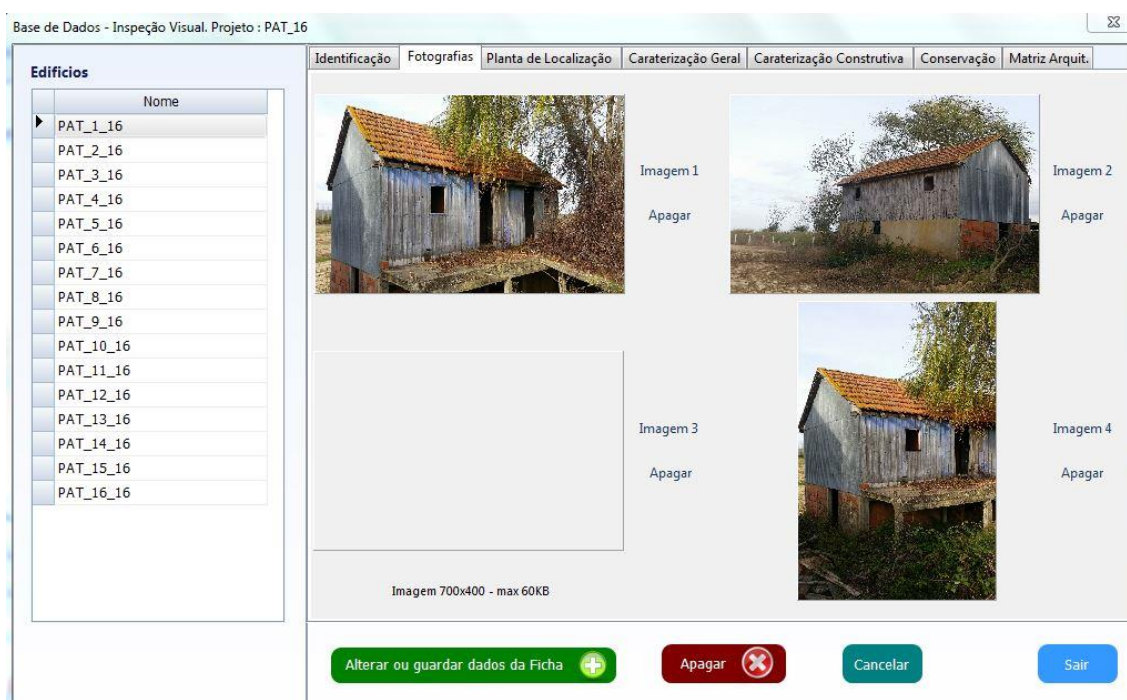 Base de Dados - Inspeção Visual. Projeto : PAT_16
Edificios
Nome
PAT_1_16
PAT_2_16
PAT_3_16
PAT_4_16
PAT_5_16
PAT_6_16
PAT_7_16
PAT_8_16
PAT_9_16
PAT_10_16
PAT_11_16
PAT_12_16
PAT_13_16
PAT_14_16
PAT_15_16
PAT_16_16
Identificação Fotografias Planta de Localização Caraterização Geral Caraterização Construtiva Conservação Matriz Arquit.
Imagem 1
Apagar
Imagem 2
Apagar
Imagem 3
Apagar
Imagem 4
Apagar
Imagem 700x400 - max 60KB
Alterar ou guardar dados da Ficha Apagar Cancelar Sair